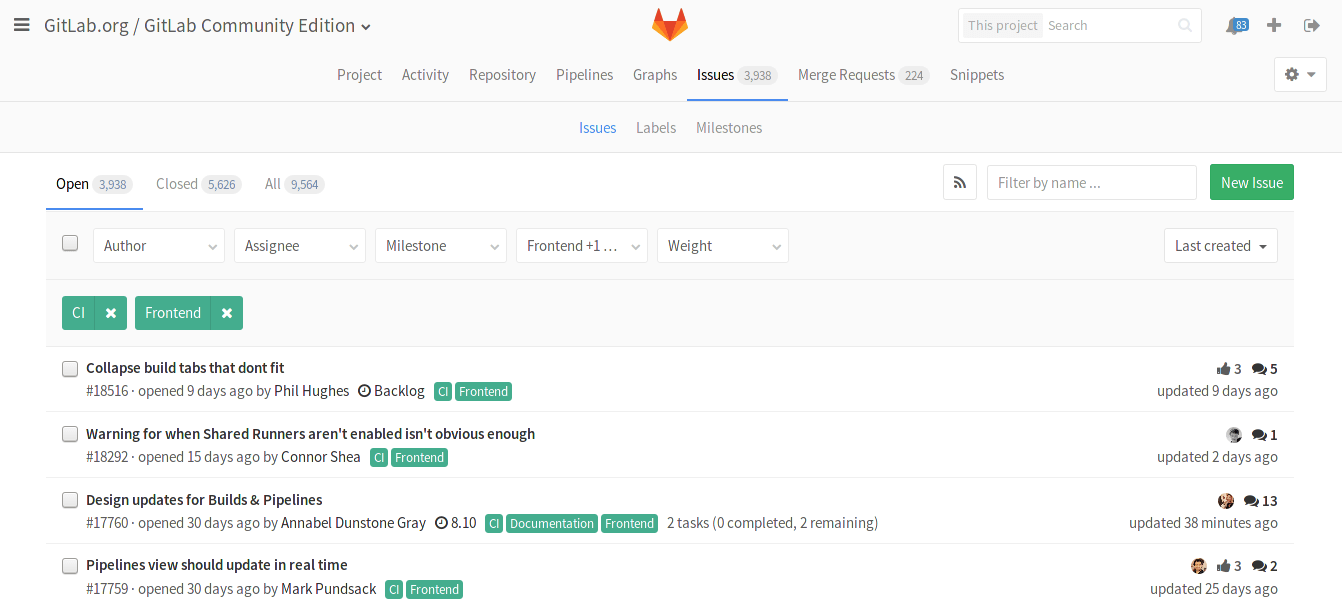 GitLab.org / GitLab Community Edition
This project Search
83
Project Activity Repository Pipelines Graphs Issues 3,938 Merge Requests 224 Snippets
Issues Labels Milestones
Open 3,938 Closed 5,626 All 9,564
Filter by name ...
New Issue
Author Assignee Milestone Frontend +1 ... Weight Last created
CI Frontend
Collapse build tabs that dont fit 3 5
#18516 · opened 9 days ago by Phil Hughes Backlog CI Frontend updated 9 days ago
Warning for when Shared Runners aren't enabled isn't obvious enough 1
#18292 · opened 15 days ago by Connor Shea CI Frontend updated 2 days ago
Design updates for Builds & Pipelines 13
#17760 · opened 30 days ago by Annabel Dunstone Gray 8.10 CI Documentation Frontend 2 tasks (0 completed, 2 remaining) updated 38 minutes ago
Pipelines view should update in real time 3 2
#17759 · opened 30 days ago by Mark Pundsack CI Frontend updated 25 days ago